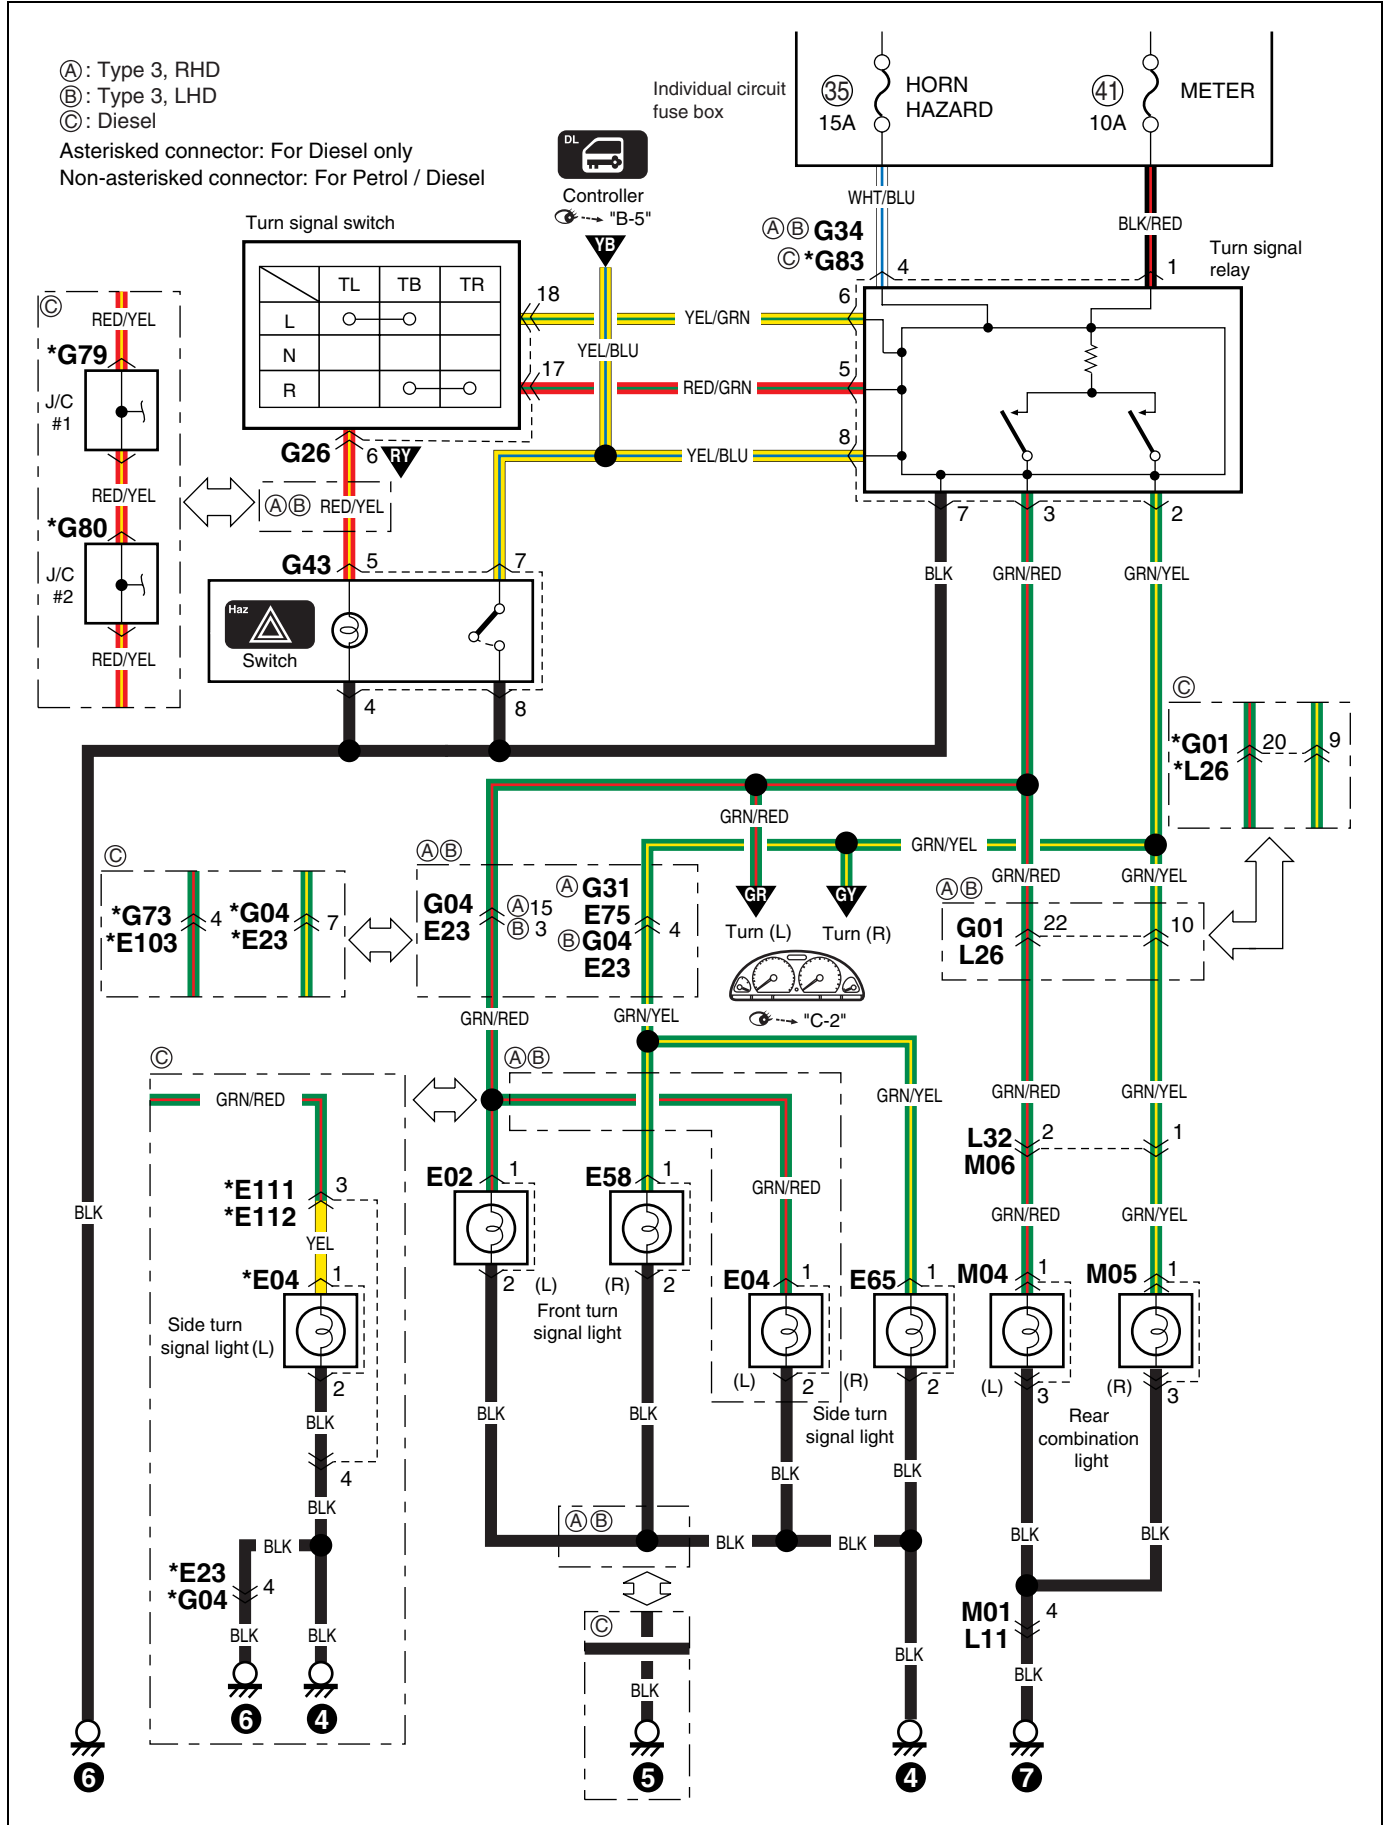 Ⓐ: Type 3, RHD
Ⓑ: Type 3, LHD
Ⓒ: Diesel
Asterisked connector: For Diesel only
Non-asterisked connector: For Petrol / Diesel
Individual circuit
fuse box
35
15A
HORN
HAZARD
41
10A
METER
DL
Controller
"B-5"
YB
WHT/BLU
BLK/RED
Ⓐ Ⓑ G34
Ⓒ *G83
4
1
Turn signal
relay
Turn signal switch
TL TB TR
L
N
R
18
YEL/GRN
6
YEL/BLU
17
RED/GRN
5
YEL/BLU
8
G26
6
RY
Ⓒ
RED/YEL
*G79
J/C
#1
RED/YEL
*G80
J/C
#2
RED/YEL
Ⓐ Ⓑ RED/YEL
G43
5
7
Haz
Switch
4
8
7
3
2
BLK
GRN/RED
GRN/YEL
Ⓒ
*G01
*L26
20
9
GRN/RED
GRN/YEL
GR
GY
Turn (L)
Turn (R)
"C-2"
Ⓒ
*G73
*E103
4
*G04
*E23
7
Ⓐ Ⓑ
G04
E23
Ⓐ 15
Ⓑ 3
Ⓐ G31
E75
Ⓑ G04
E23
4
GRN/RED
GRN/YEL
Ⓐ Ⓑ
G01
L26
22
10
GRN/RED
GRN/YEL
Ⓒ
GRN/RED
*E111
*E112
3
YEL
*E04
1
Side turn
signal light (L)
2
BLK
4
BLK
BLK
*E23
*G04
4
BLK
BLK
6
4
BLK
6
Ⓐ Ⓑ
E02
1
2
(L)
E58
1
(R)
2
Front turn
signal light
GRN/RED
E04
1
(L)
2
GRN/YEL
E65
1
(R)
2
Side turn
signal light
GRN/RED
GRN/YEL
L32
M06
2
1
GRN/RED
GRN/YEL
M04
1
(L)
3
M05
1
(R)
3
Rear
combination
light
BLK
BLK
BLK
BLK
Ⓐ Ⓑ
BLK
BLK
Ⓒ
BLK
5
BLK
4
BLK
BLK
M01
L11
4
BLK
7